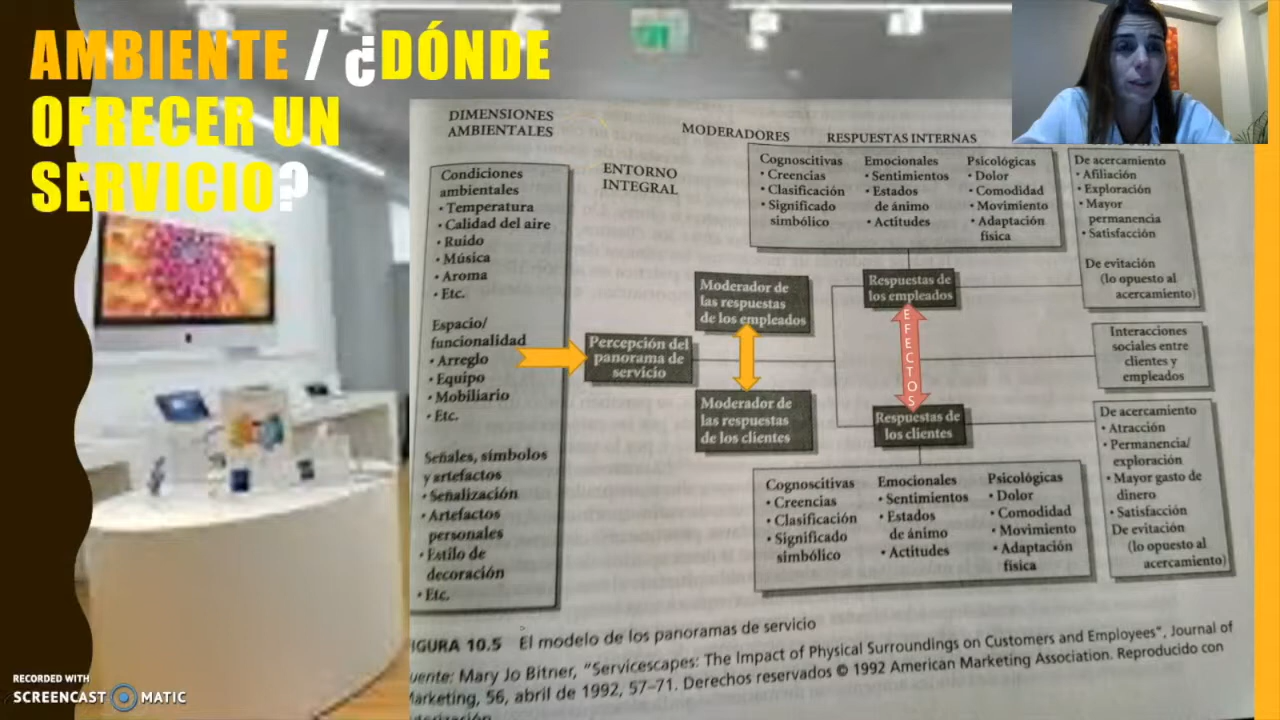 AMBIENTE / ¿DÓNDE
OFRECER UN
SERVICIO?
DIMENSIONES
AMBIENTALES
ENTORNO
INTEGRAL
MODERADORES
RESPUESTAS INTERNAS
Condiciones
ambientales
• Temperatura
• Calidad del aire
• Ruido
• Música
• Aroma
• Etc.
Espacio/
funcionalidad
• Arreglo
• Equipo
• Mobiliario
• Etc.
Señales, símbolos
y artefactos
• Señalización
• Artefactos
personales
• Estilo de
decoración
• Etc.
Percepción del
panorama de
servicio
Moderador de
las respuestas
de los empleados
Moderador de
las respuestas
de los clientes
Cognoscitivas
• Creencias
• Clasificación
• Significado
simbólico
Emocionales
• Sentimientos
• Estados
de ánimo
• Actitudes
Psicológicas
• Dolor
• Comodidad
• Movimiento
• Adaptación
física
Respuestas de
los empleados
EFECTOS
Respuestas de
los clientes
Cognoscitivas
• Creencias
• Clasificación
• Significado
simbólico
Emocionales
• Sentimientos
• Estados
de ánimo
• Actitudes
Psicológicas
• Dolor
• Comodidad
• Movimiento
• Adaptación
física
De acercamiento
• Afiliación
• Exploración
• Mayor
permanencia
• Satisfacción
De evitación
(lo opuesto al
acercamiento)
Interacciones
sociales entre
clientes y
empleados
De acercamiento
• Atracción
• Permanencia/
exploración
• Mayor gasto de
dinero
• Satisfacción
De evitación
(lo opuesto al
acercamiento)
IGURA 10.5 El modelo de los panoramas de servicio
uente: Mary Jo Bitner, "Servicescapes: The Impact of Physical Surroundings on Customers and Employees", Journal of
Marketing, 56, abril de 1992, 57–71. Derechos reservados © 1992 American Marketing Association. Reproducido con
RECORDED WITH
SCREENCAST MATIC